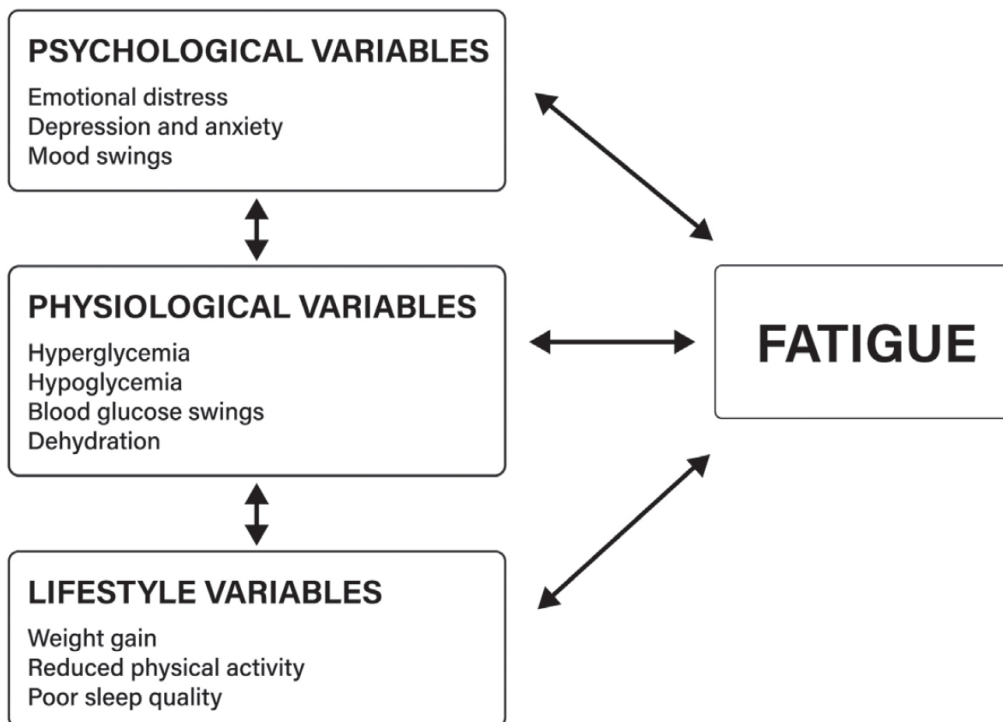 PSYCHOLOGICAL VARIABLES
Emotional distress
Depression and anxiety
Mood swings
PHYSIOLOGICAL VARIABLES
Hyperglycemia
Hypoglycemia
Blood glucose swings
Dehydration
FATIGUE
LIFESTYLE VARIABLES
Weight gain
Reduced physical activity
Poor sleep quality